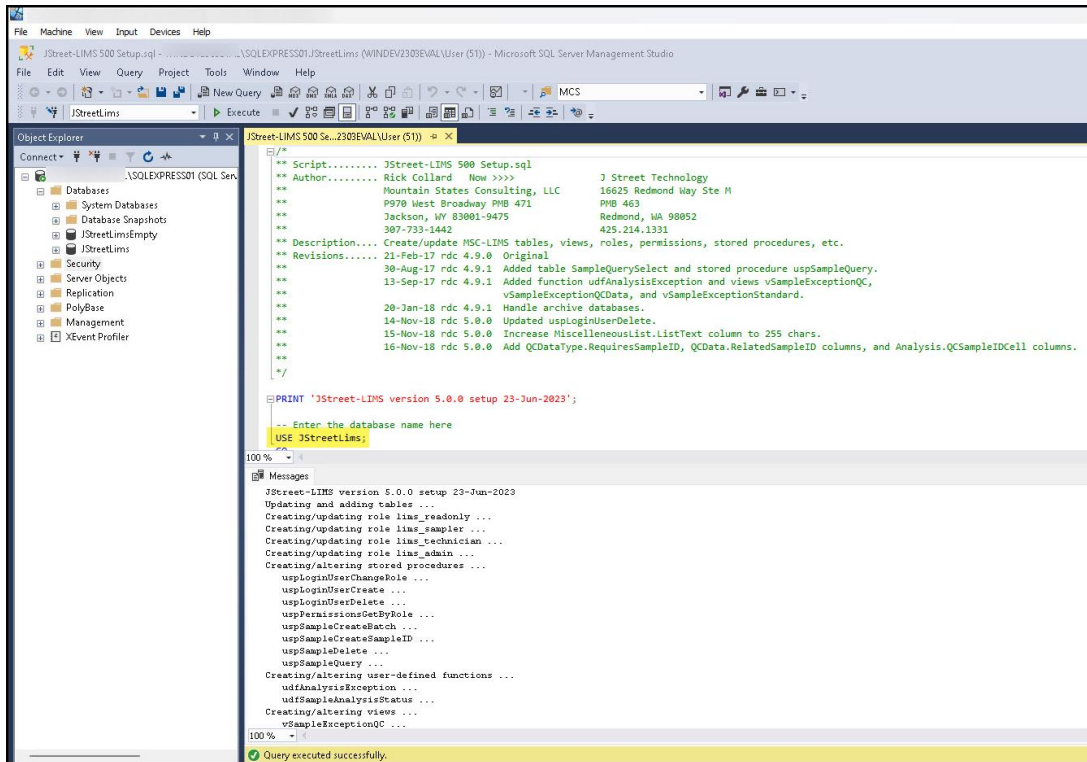 File Machine View Input Devices Help
JStreet-LIMS 500 Setup.sql - \SQLEXPRESS01.JStreetLims (WINDEV2303EVAL\User (51)) - Microsoft SQL Server Management Studio
File Edit View Query Project Tools Window Help
New Query MCS
JStreetLims Execute
Object Explorer
JStreet-LIMS 500 Se...2303EVAL\User (51))
Connect
.\SQLEXPRESS01 (SQL Serv
Databases
System Databases
Database Snapshots
JStreetLimsEmpty
JStreetLims
Security
Server Objects
Replication
PolyBase
Management
XEvent Profiler
/*
** Script......... JStreet-LIMS 500 Setup.sql
** Author......... Rick Collard Now >>>> J Street Technology
** Mountain States Consulting, LLC 16625 Redmond Way Ste M
** P970 West Broadway PMB 471 PMB 463
** Jackson, WY 83001-9475 Redmond, WA 98052
** 307-733-1442 425.214.1331
** Description.... Create/update MSC-LIMS tables, views, roles, permissions, stored procedures, etc.
** Revisions...... 21-Feb-17 rdc 4.9.0 Original
** 30-Aug-17 rdc 4.9.1 Added table SampleQuerySelect and stored procedure uspSampleQuery.
** 13-Sep-17 rdc 4.9.1 Added function udfAnalysisException and views vSampleExceptionQC,
** vSampleExceptionQCData, and vSampleExceptionStandard.
** 20-Jan-18 rdc 4.9.1 Handle archive databases.
** 14-Nov-18 rdc 5.0.0 Updated uspLoginUserDelete.
** 15-Nov-18 rdc 5.0.0 Increase MiscelleneousList.ListText column to 255 chars.
** 16-Nov-18 rdc 5.0.0 Add QCDataType.RequiresSampleID, QCData.RelatedSampleID columns, and Analysis.QCSampleIDCell columns.
**
*/
PRINT 'JStreet-LIMS version 5.0.0 setup 23-Jun-2023';
-- Enter the database name here
USE JStreetLims;
GO
100 %
Messages
JStreet-LIMS version 5.0.0 setup 23-Jun-2023
Updating and adding tables ...
Creating/updating role lims_readonly ...
Creating/updating role lims_sampler ...
Creating/updating role lims_technician ...
Creating/updating role lims_admin ...
Creating/altering stored procedures ...
uspLoginUserChangeRole ...
uspLoginUserCreate ...
uspLoginUserDelete ...
uspPermissionsGetByRole ...
uspSampleCreateBatch ...
uspSampleCreateSampleID ...
uspSampleDelete ...
uspSampleQuery ...
Creating/altering user-defined functions ...
udfAnalysisException ...
udfSampleAnalysisStatus ...
Creating/altering views ...
vSampleExceptionQC ...
100 %
Query executed successfully.